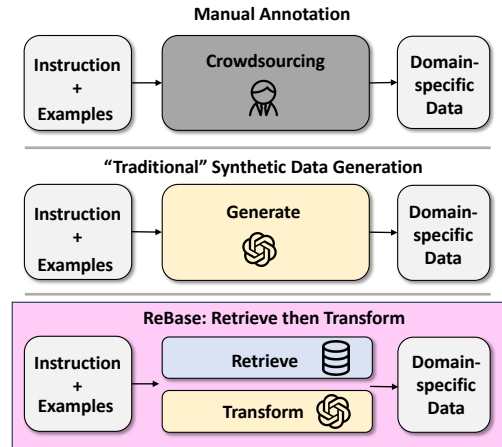 Manual Annotation
Instruction
+
Examples
Crowdsourcing
Domain-
specific
Data
“Traditional” Synthetic Data Generation
Instruction
+
Examples
Generate
Domain-
specific
Data
ReBase: Retrieve then Transform
Instruction
+
Examples
Retrieve
Transform
Domain-
specific
Data